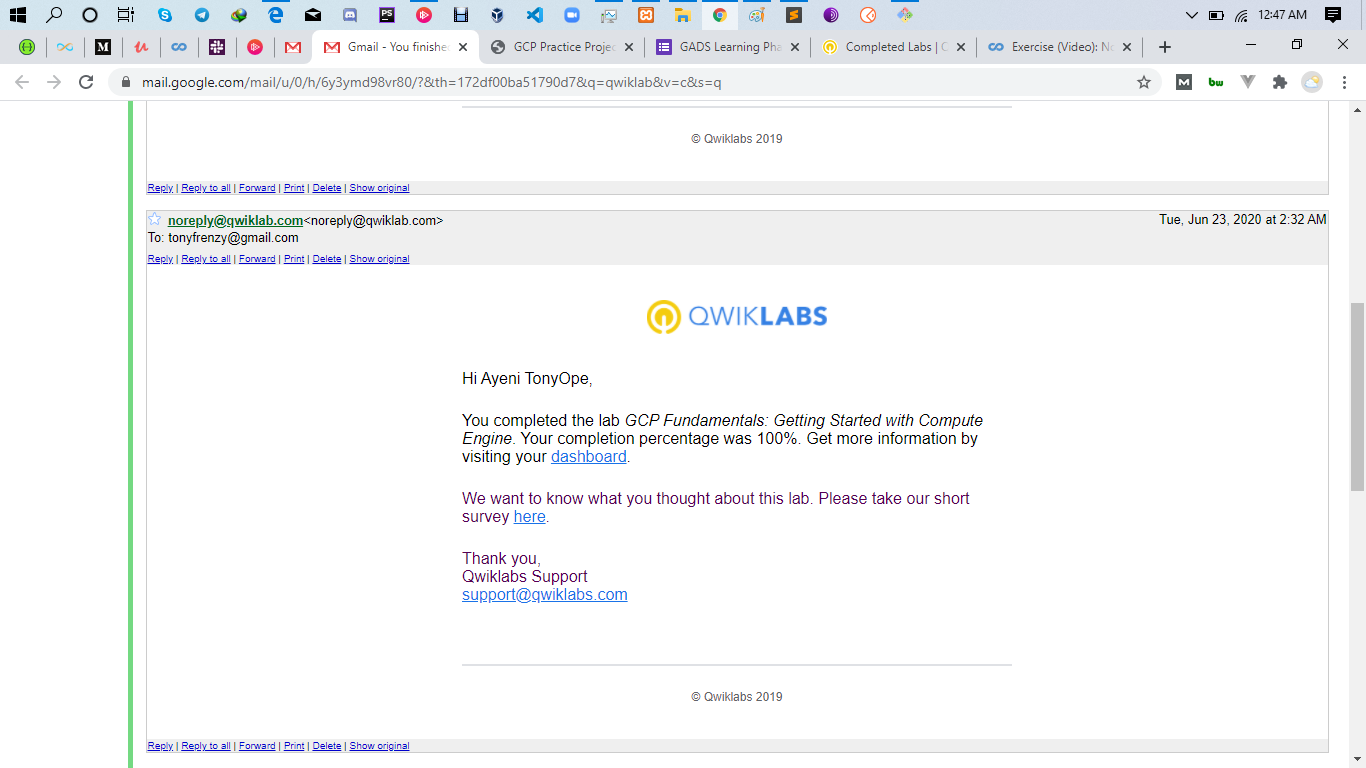 12:47 AM
Gmail - You finishe
GCP Practice Projec
GADS Learning Pha
Completed Labs | C
Exercise (Video): No
mail.google.com/mail/u/0/h/6y3ymd98vr80/?&th=172df00ba51790d7&q=qwiklab&v=c&s=q
© Qwiklabs 2019
Reply | Reply to all | Forward | Print | Delete | Show original
noreply@qwiklab.com<noreply@qwiklab.com>
Tue, Jun 23, 2020 at 2:32 AM
To: tonyfrenzy@gmail.com
Reply | Reply to all | Forward | Print | Delete | Show original
QWIKLABS
Hi Ayeni TonyOpe,
You completed the lab GCP Fundamentals: Getting Started with Compute
Engine. Your completion percentage was 100%. Get more information by
visiting your dashboard.
We want to know what you thought about this lab. Please take our short
survey here.
Thank you,
Qwiklabs Support
support@qwiklabs.com
© Qwiklabs 2019
Reply | Reply to all | Forward | Print | Delete | Show original